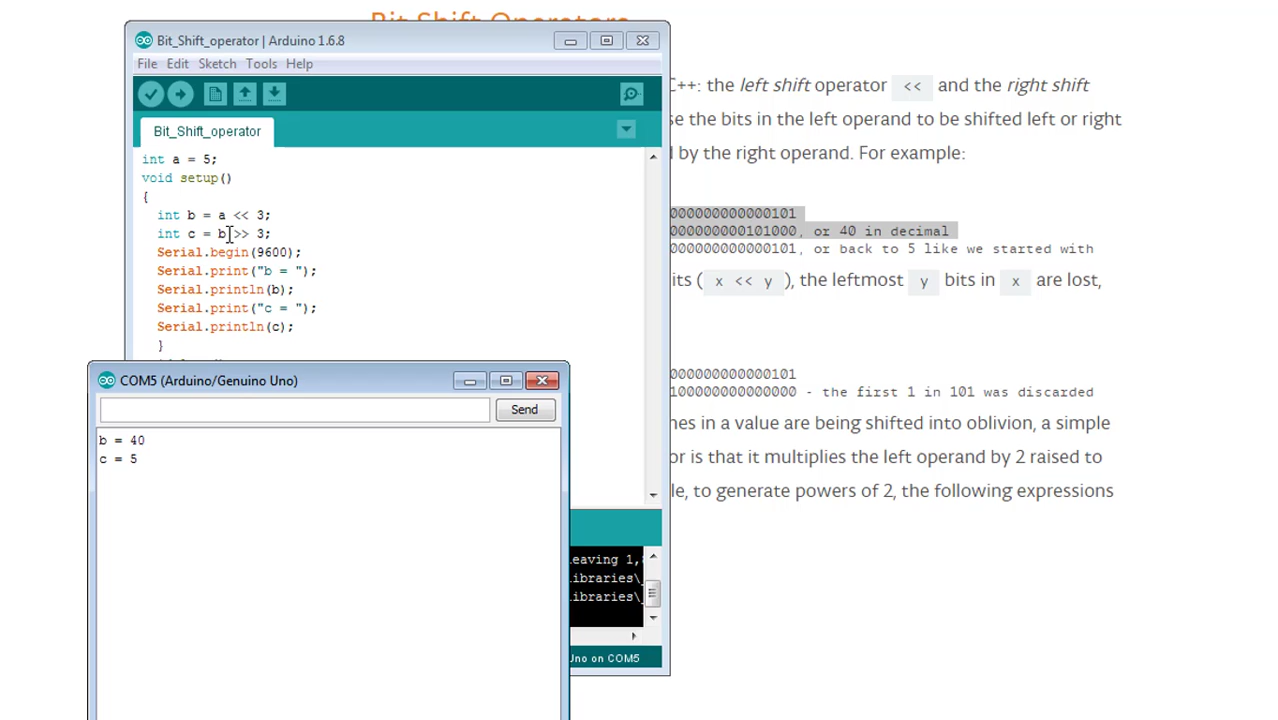 Bit Shift Operators
Bit_Shift_operator | Arduino 1.6.8
File Edit Sketch Tools Help
Bit_Shift_operator
int a = 5;
void setup()
{
int b = a << 3;
int c = b >> 3;
Serial.begin(9600);
Serial.print("b = ");
Serial.println(b);
Serial.print("c = ");
Serial.println(c);
}
C++: the left shift operator << and the right shift
se the bits in the left operand to be shifted left or right
d by the right operand. For example:
000000000000101
000000000101000, or 40 in decimal
000000000000101, or back to 5 like we started with
its ( x << y ), the leftmost y bits in x are lost,
000000000000101
100000000000000 - the first 1 in 101 was discarded
nes in a value are being shifted into oblivion, a simple
or is that it multiplies the left operand by 2 raised to
le, to generate powers of 2, the following expressions
COM5 (Arduino/Genuino Uno)
Send
b = 40
c = 5
leaving 1,
libraries\
libraries\
Uno on COM5